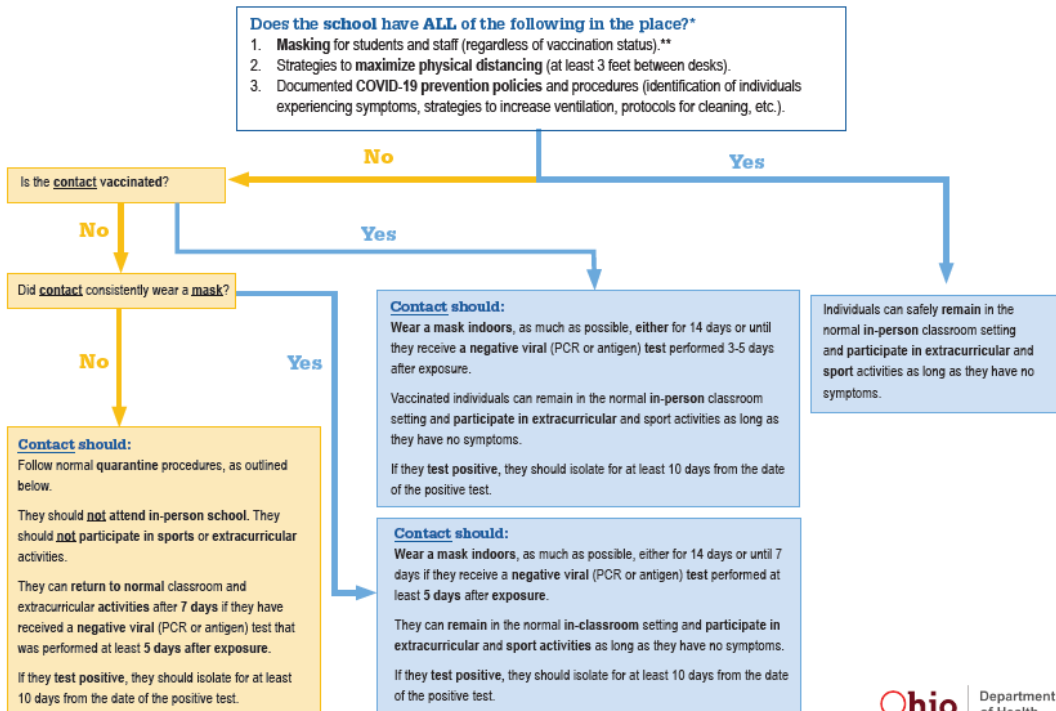 Does the school have ALL of the following in the place?*
1. Masking for students and staff (regardless of vaccination status).**
2. Strategies to maximize physical distancing (at least 3 feet between desks).
3. Documented COVID-19 prevention policies and procedures (identification of individuals
experiencing symptoms, strategies to increase ventilation, protocols for cleaning, etc.).
No
Yes
Is the contact vaccinated?
No
Yes
Did contact consistently wear a mask?
No
Yes
Contact should:
Wear a mask indoors, as much as possible, either for 14 days or until
they receive a negative viral (PCR or antigen) test performed 3-5 days
after exposure.
Vaccinated individuals can remain in the normal in-person classroom
setting and participate in extracurricular and sport activities as long as
they have no symptoms.
If they test positive, they should isolate for at least 10 days from the date
of the positive test.
Individuals can safely remain in the
normal in-person classroom setting
and participate in extracurricular and
sport activities as long as they have no
symptoms.
Contact should:
Follow normal quarantine procedures, as outlined
below.
They should not attend in-person school. They
should not participate in sports or extracurricular
activities.
They can return to normal classroom and
extracurricular activities after 7 days if they have
received a negative viral (PCR or antigen) test that
was performed at least 5 days after exposure.
If they test positive, they should isolate for at least
10 days from the date of the positive test.
Contact should:
Wear a mask indoors, as much as possible, either for 14 days or until 7
days if they receive a negative viral (PCR or antigen) test performed at
least 5 days after exposure.
They can remain in the normal in-classroom setting and participate in
extracurricular and sport activities as long as they have no symptoms.
If they test positive, they should isolate for at least 10 days from the date
of the positive test.
Ohio
Department
of Health